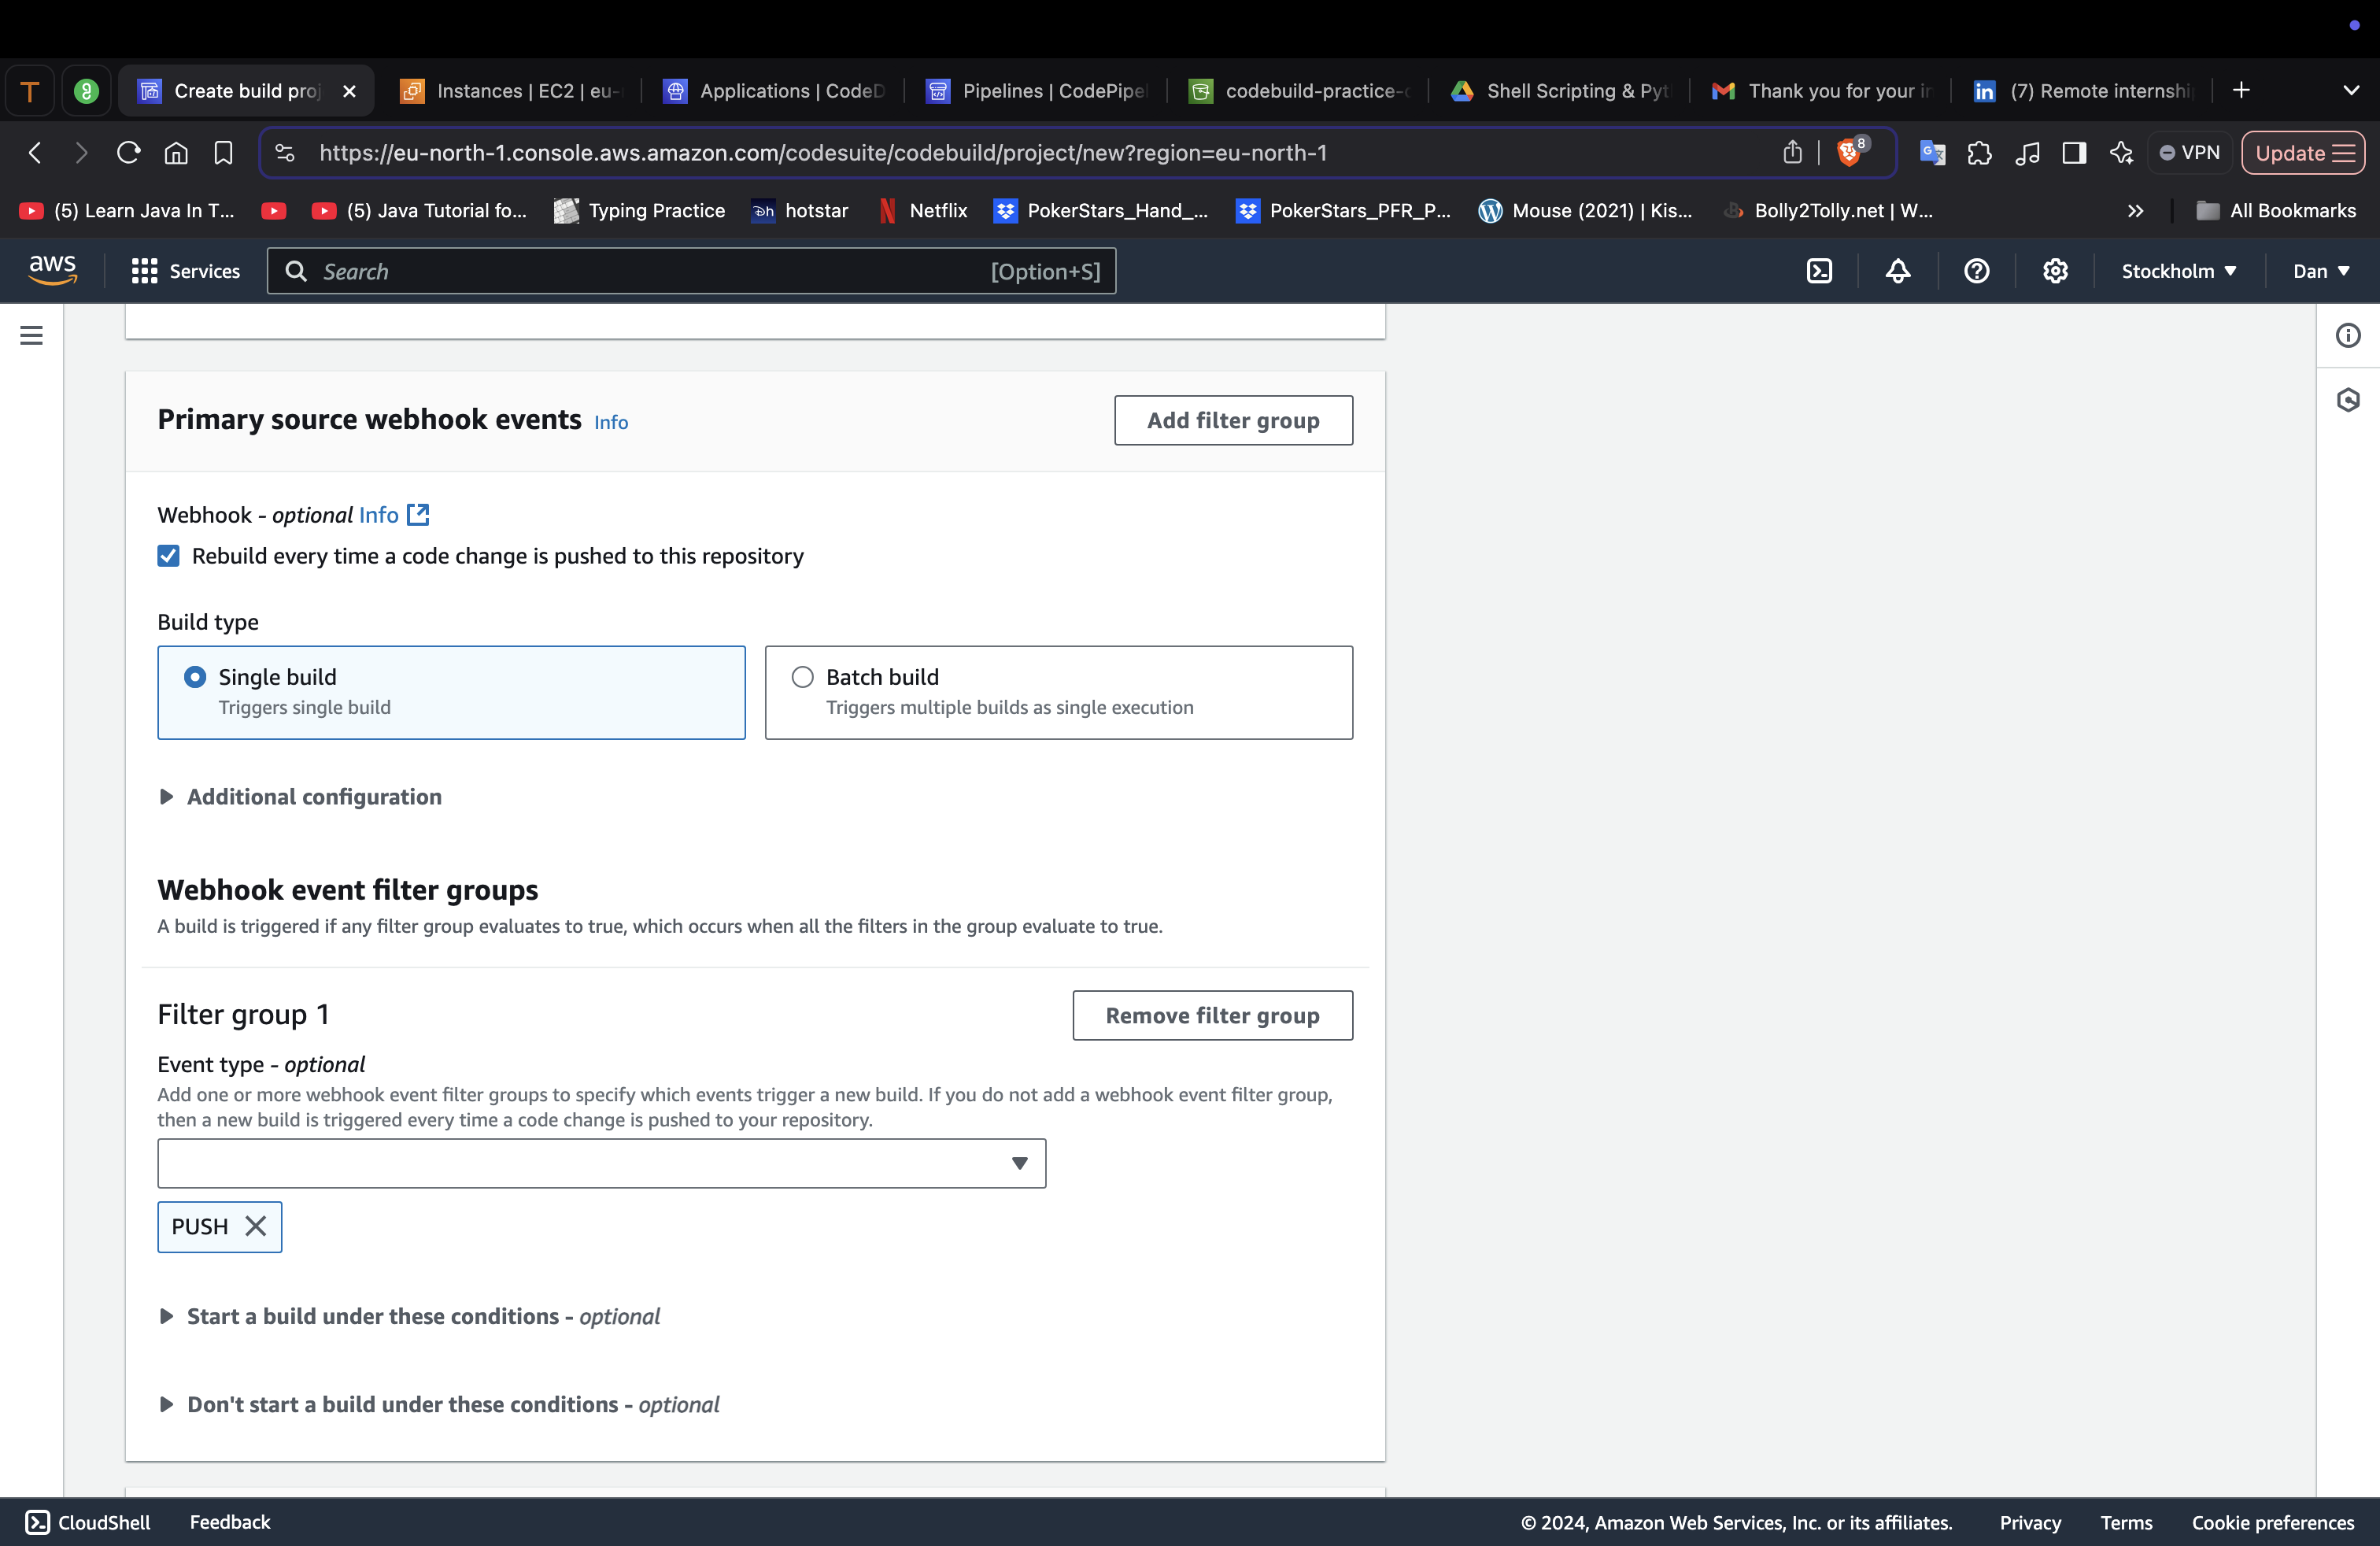 T
Create build proj
Instances | EC2 | eu-
Applications | CodeD
Pipelines | CodePipel
codebuild-practice-
Shell Scripting & Pyt
Thank you for your in
in (7) Remote internshi
https://eu-north-1.console.aws.amazon.com/codesuite/codebuild/project/new?region=eu-north-1
8
VPN
Update
(5) Learn Java In T...
(5) Java Tutorial fo...
Typing Practice
hotstar
Netflix
PokerStars_Hand_...
PokerStars_PFR_P...
Mouse (2021) | Kis...
Bolly2Tolly.net | W...
All Bookmarks
aws
Services
Search
[Option+S]
Stockholm
Dan
Primary source webhook events Info
Add filter group
Webhook - optional Info
Rebuild every time a code change is pushed to this repository
Build type
Single build
Triggers single build
Batch build
Triggers multiple builds as single execution
Additional configuration
Webhook event filter groups
A build is triggered if any filter group evaluates to true, which occurs when all the filters in the group evaluate to true.
Filter group 1
Remove filter group
Event type - optional
Add one or more webhook event filter groups to specify which events trigger a new build. If you do not add a webhook event filter group,
then a new build is triggered every time a code change is pushed to your repository.
PUSH
Start a build under these conditions - optional
Don't start a build under these conditions - optional
CloudShell
Feedback
© 2024, Amazon Web Services, Inc. or its affiliates.
Privacy
Terms
Cookie preferences